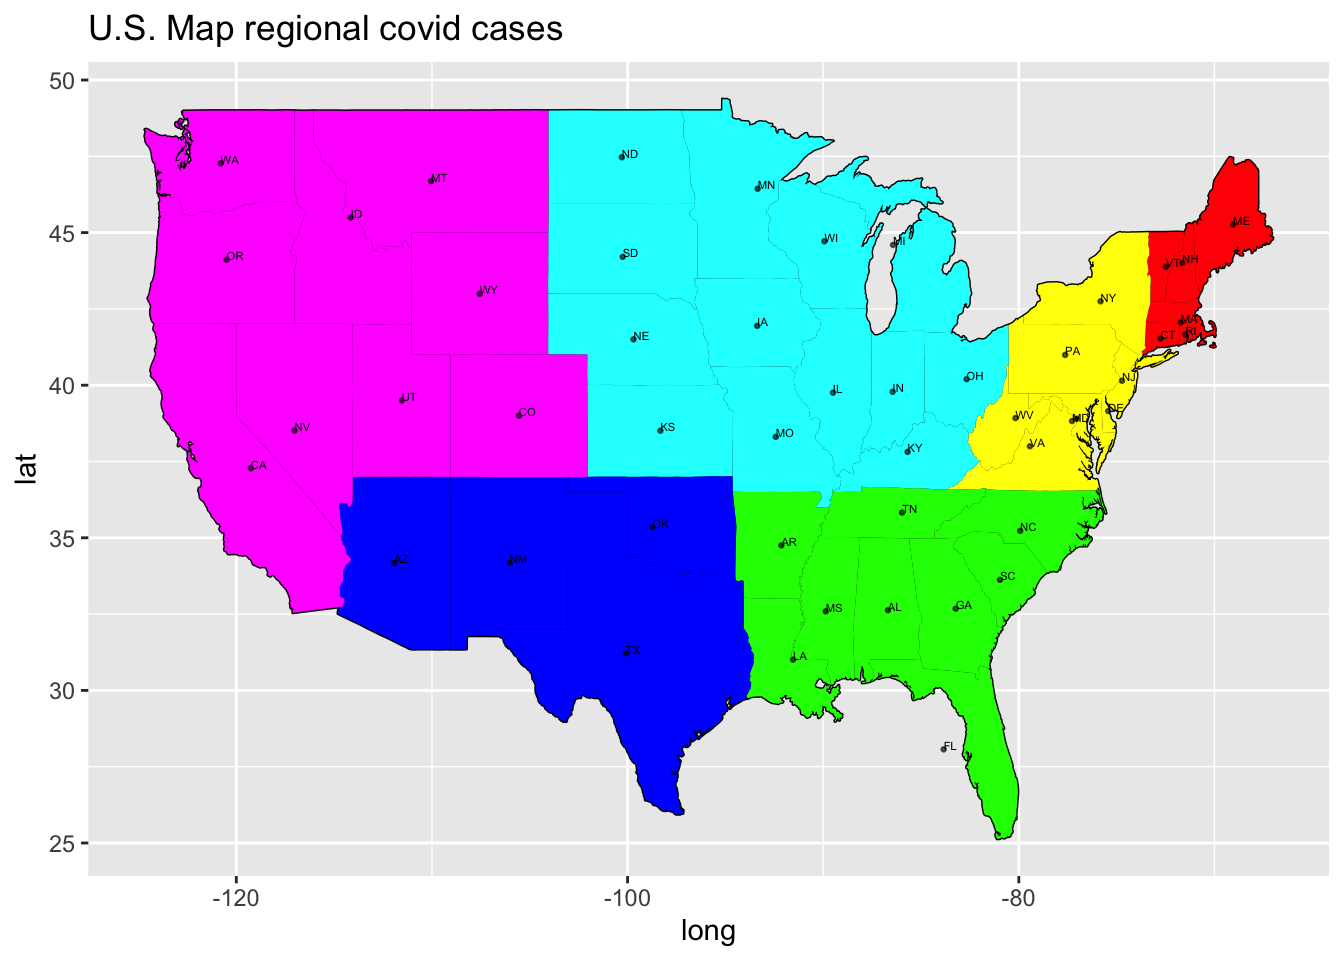 U.S. Map regional covid cases
50
45
40
35
30
25
lat
WA
MT
ND
MN
ID
OR
SD
WI
MI
ME
VT NH
WY
NE
IA
NY
MA
CT RI
UT
CO
IL
IN
OH
PA
NJ
NV
KS
MO
WV
MD
DE
CA
KY
VA
OK
AR
TN
NC
AZ
NM
SC
MS
AL
GA
TX
LA
FL
-120
-100
-80
long